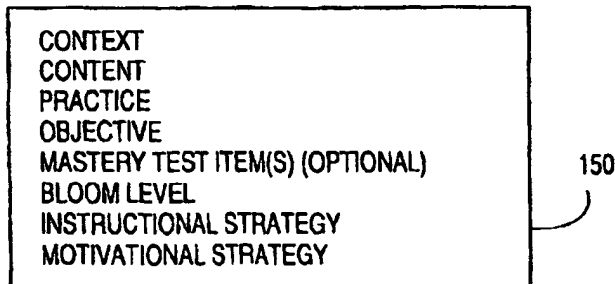 CONTEXT
CONTENT
PRACTICE
OBJECTIVE
MASTERY TEST ITEM(S) (OPTIONAL)
BLOOM LEVEL
150
INSTRUCTIONAL STRATEGY
MOTIVATIONAL STRATEGY